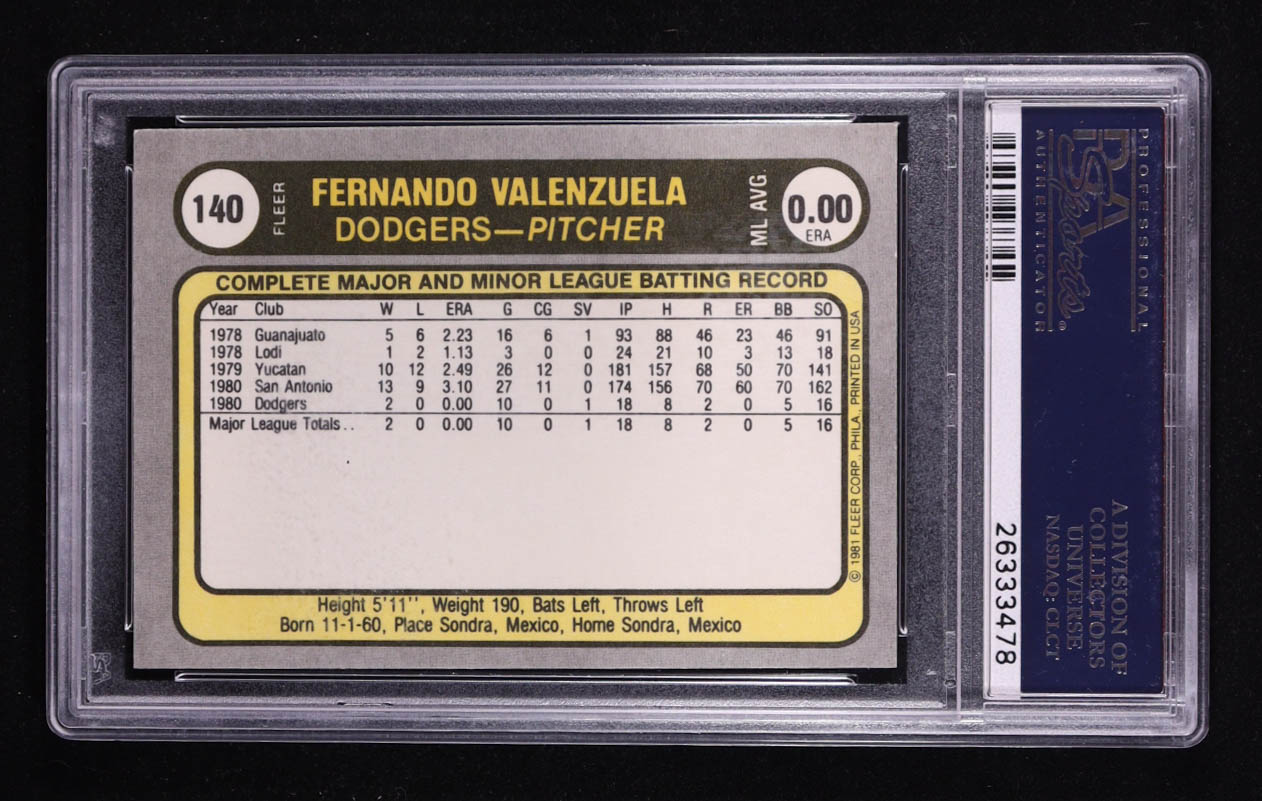 140
FLEER
FERNANDO VALENZUELA
DODGERS—PITCHER
ML AVG.
0.00
ERA
COMPLETE MAJOR AND MINOR LEAGUE BATTING RECORD
Year Club W L ERA G CG SV IP H R ER BB SO
1978 Guanajuato 5 6 2.23 16 6 1 93 88 46 23 46 91
1978 Lodi 1 2 1.13 3 0 0 24 21 10 3 13 18
1979 Yucatan 10 12 2.49 26 12 0 181 157 68 50 70 141
1980 San Antonio 13 9 3.10 27 11 0 174 156 70 60 70 162
1980 Dodgers 2 0 0.00 10 0 1 18 8 2 0 5 16
Major League Totals . . 2 0 0.00 10 0 1 18 8 2 0 5 16
© 1981 FLEER CORP., PHILA., PRINTED IN USA
Height 5'11'', Weight 190, Bats Left, Throws Left
Born 11-1-60, Place Sondra, Mexico, Home Sondra, Mexico
PROFESSIONAL
PSA
Sports®
AUTHENTICATOR
A DIVISION OF
COLLECTORS
UNIVERSE
NASDAQ: CLCT
26333478
PSA